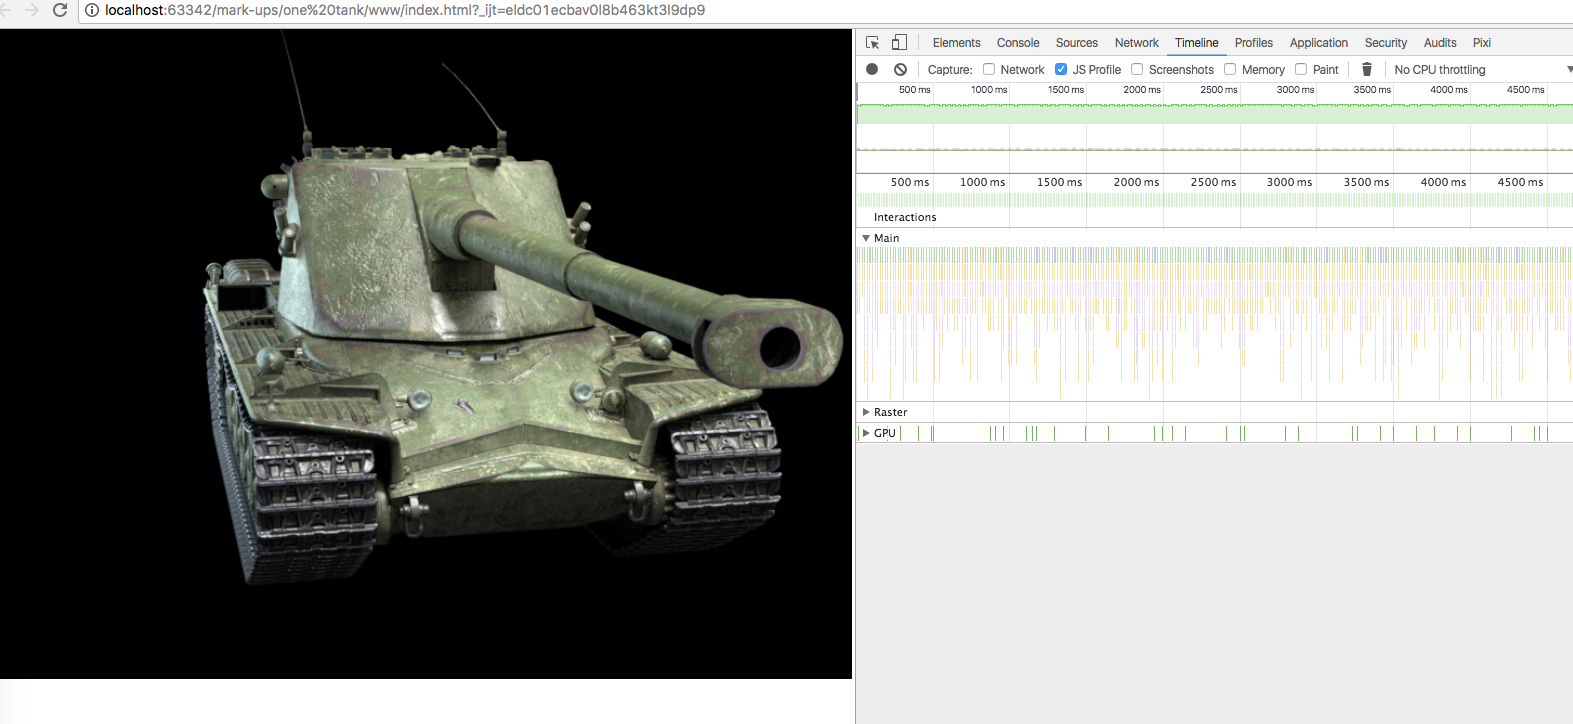 localhost:63342/mark-ups/one%20tank/www/index.html?_ijt=eldc01ecbav0l8b463kt3l9dp9
Elements Console Sources Network Timeline Profiles Application Security Audits Pixi
Capture: Network JS Profile Screenshots Memory Paint No CPU throttling
500 ms 1000 ms 1500 ms 2000 ms 2500 ms 3000 ms 3500 ms 4000 ms 4500 ms
500 ms 1000 ms 1500 ms 2000 ms 2500 ms 3000 ms 3500 ms 4000 ms 4500 ms
Interactions
Main
Raster
GPU